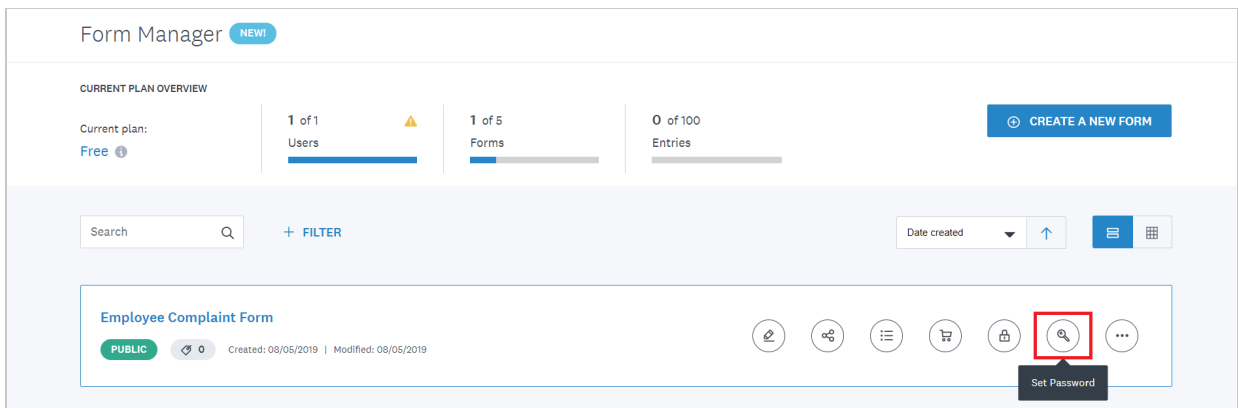 Form Manager NEW!
CURRENT PLAN OVERVIEW
Current plan:
Free
1 of 1
Users
1 of 5
Forms
0 of 100
Entries
CREATE A NEW FORM
Search
+ FILTER
Date created
Employee Complaint Form
PUBLIC 0 Created: 08/05/2019 | Modified: 08/05/2019
Set Password